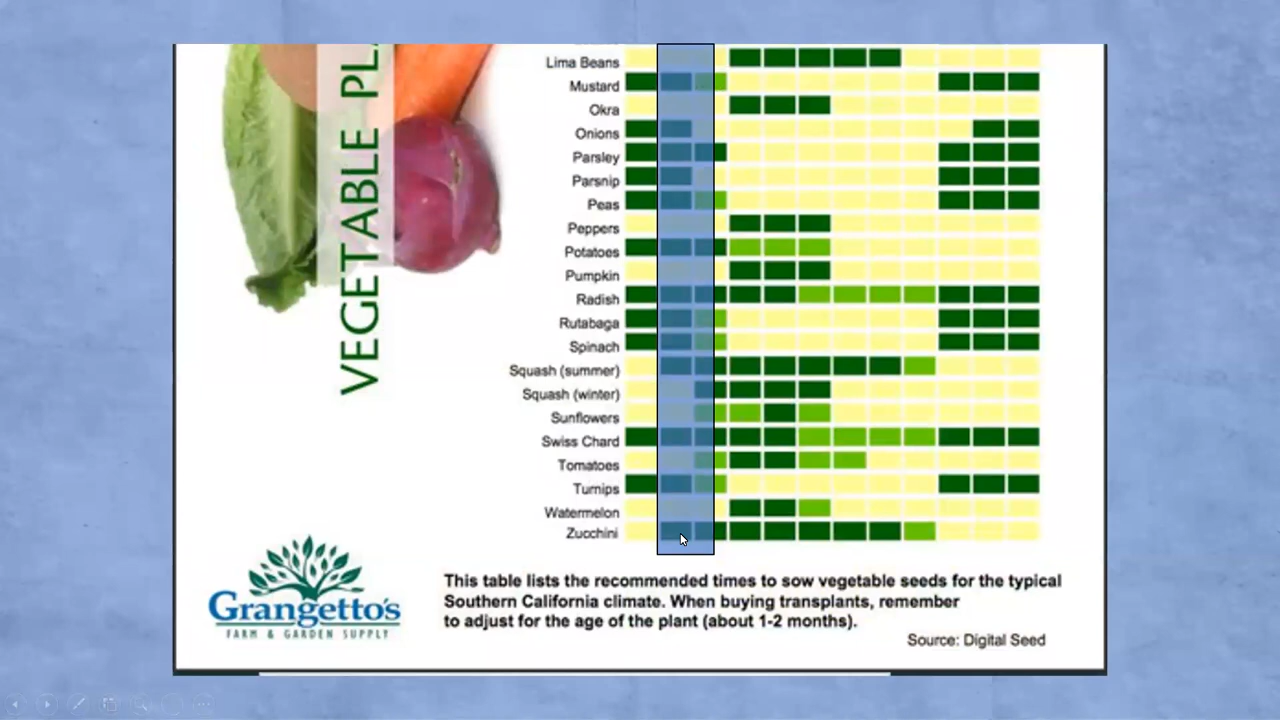 VEGETABLE PLA
Lima Beans
Mustard
Okra
Onions
Parsley
Parsnip
Peas
Peppers
Potatoes
Pumpkin
Radish
Rutabaga
Spinach
Squash (summer)
Squash (winter)
Sunflowers
Swiss Chard
Tomatoes
Turnips
Watermelon
Zucchini
Grangetto's
FARM & GARDEN SUPPLY
This table lists the recommended times to sow vegetable seeds for the typical
Southern California climate. When buying transplants, remember
to adjust for the age of the plant (about 1-2 months).
Source: Digital Seed